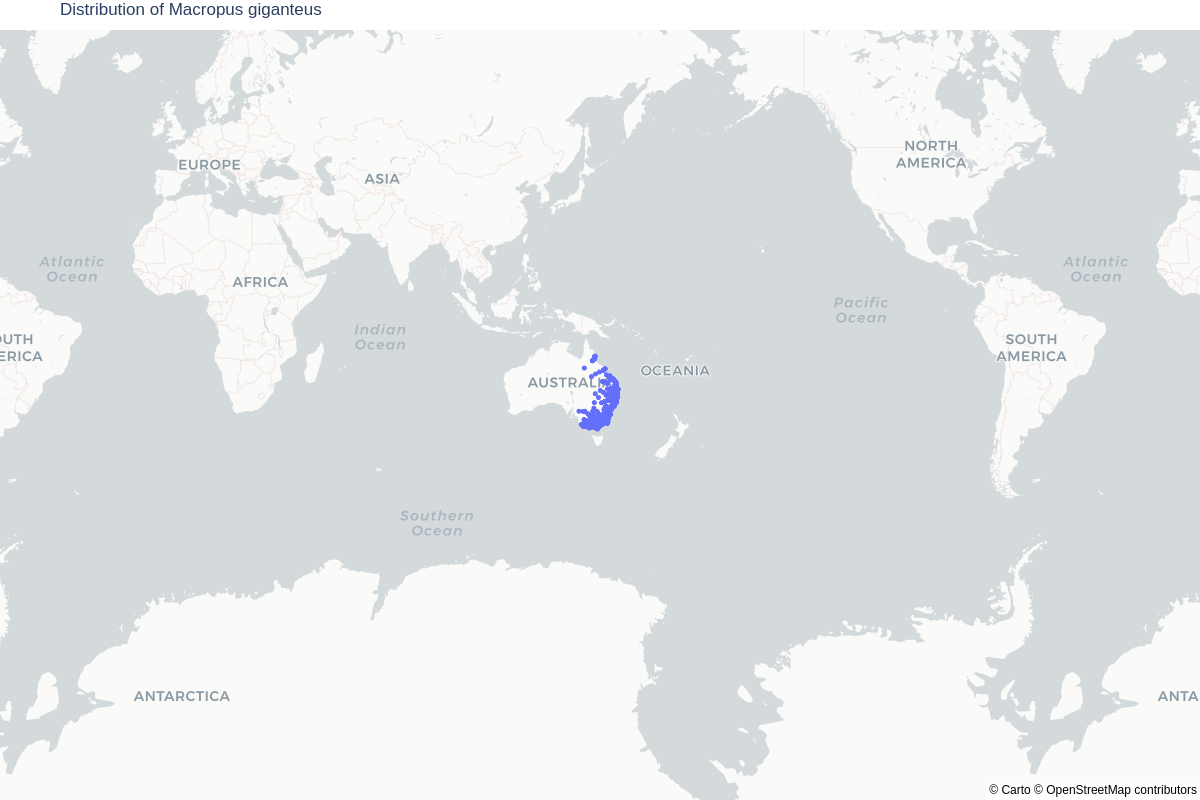 Distribution of Macropus giganteus
NORTH
AMERICA
EUROPE
ASIA
Atlantic
Ocean
Atlantic
Ocean
AFRICA
Pacific
Ocean
Indian
Ocean
OUTH
ERICA
SOUTH
AMERICA
OCEANIA
AUSTRALI
Southern
Ocean
ANTARCTICA
ANTA
© Carto © OpenStreetMap contributors